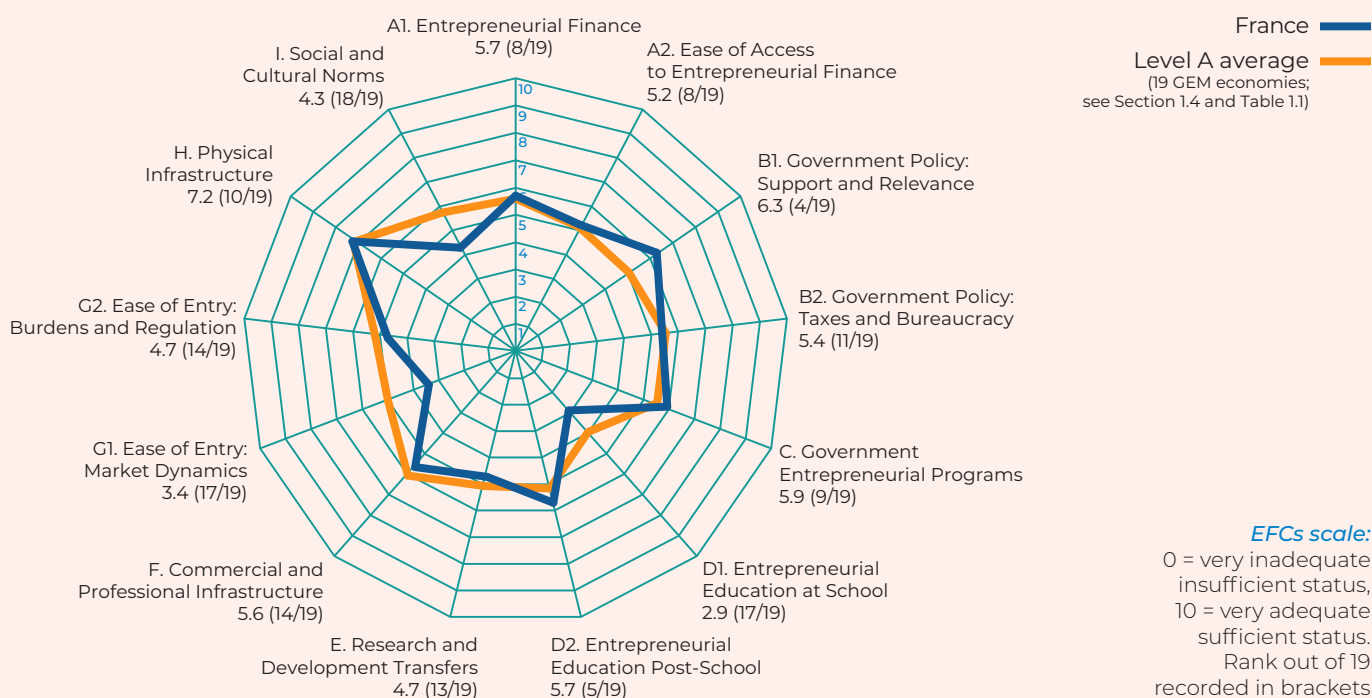 A1. Entrepreneurial Finance
5.7 (8/19)
A2. Ease of Access
to Entrepreneurial Finance
5.2 (8/19)
B1. Government Policy:
Support and Relevance
6.3 (4/19)
B2. Government Policy:
Taxes and Bureaucracy
5.4 (11/19)
C. Government
Entrepreneurial Programs
5.9 (9/19)
D1. Entrepreneurial
Education at School
2.9 (17/19)
D2. Entrepreneurial
Education Post-School
5.7 (5/19)
E. Research and
Development Transfers
4.7 (13/19)
F. Commercial and
Professional Infrastructure
5.6 (14/19)
G1. Ease of Entry:
Market Dynamics
3.4 (17/19)
G2. Ease of Entry:
Burdens and Regulation
4.7 (14/19)
H. Physical
Infrastructure
7.2 (10/19)
I. Social and
Cultural Norms
4.3 (18/19)
10
9
8
7
6
5
4
3
2
1
France
Level A average
(19 GEM economies;
see Section 1.4 and Table 1.1)
EFCs scale:
0 = very inadequate
insufficient status,
10 = very adequate
sufficient status.
Rank out of 19
recorded in brackets